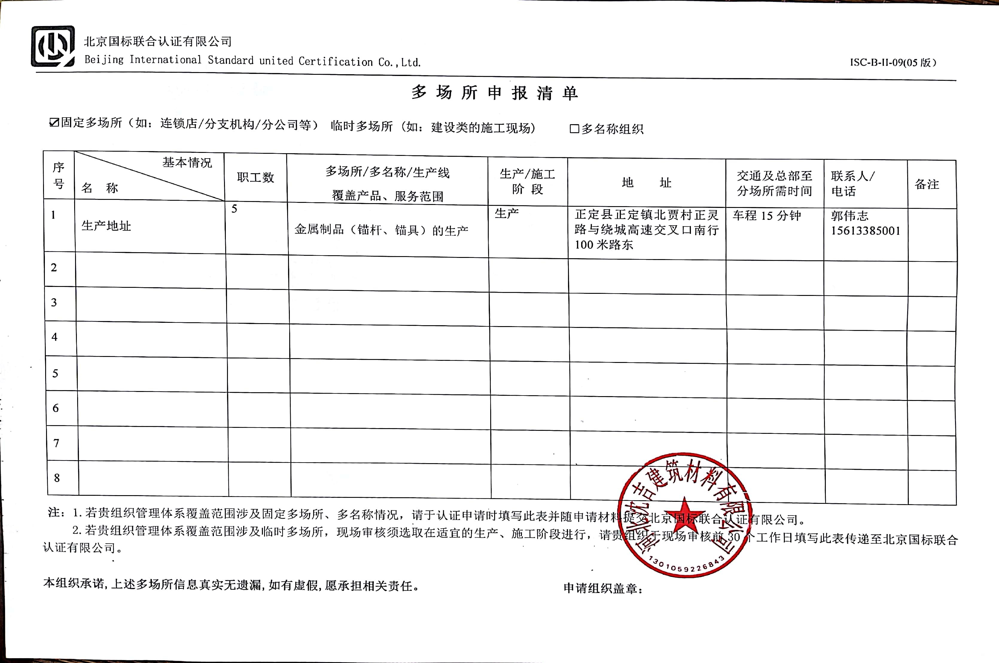 北京国标联合认证有限公司
Beijing International Standard united Certification Co.,Ltd.
ISC-B-II-09(05 版)
多场所申报清单
☑固定多场所（如：连锁店/分支机构/分公司等） 临时多场所（如：建设类的施工现场） □多名称组织
序号 基本情况 名 称 职工数 多场所/多名称/生产线 覆盖产品、服务范围 生产/施工 阶 段 地 址 交通及总部至 分场所需时间 联系人/ 电话 备注
1 生产地址 5 金属制品（锚杆、锚具）的生产 生产 正定县正定镇北贾村正灵 车程 15 分钟 郭伟志
路与绕城高速交叉口南行 15613385001
100 米路东
2
3
4
5
6
7
8
注：1.若贵组织管理体系覆盖范围涉及固定多场所、多名称情况，请于认证申请时填写此表并随申请材料提交北京国标联合认证有限公司。
2.若贵组织管理体系覆盖范围涉及临时多场所，现场审核须选取在适宜的生产、施工阶段进行，请贵组织于现场审核前 30 个工作日填写此表传递至北京国标联合
认证有限公司。
本组织承诺,上述多场所信息真实无遗漏,如有虚假,愿承担相关责任。
申请组织盖章：
建筑材料有限公司
1301059226843